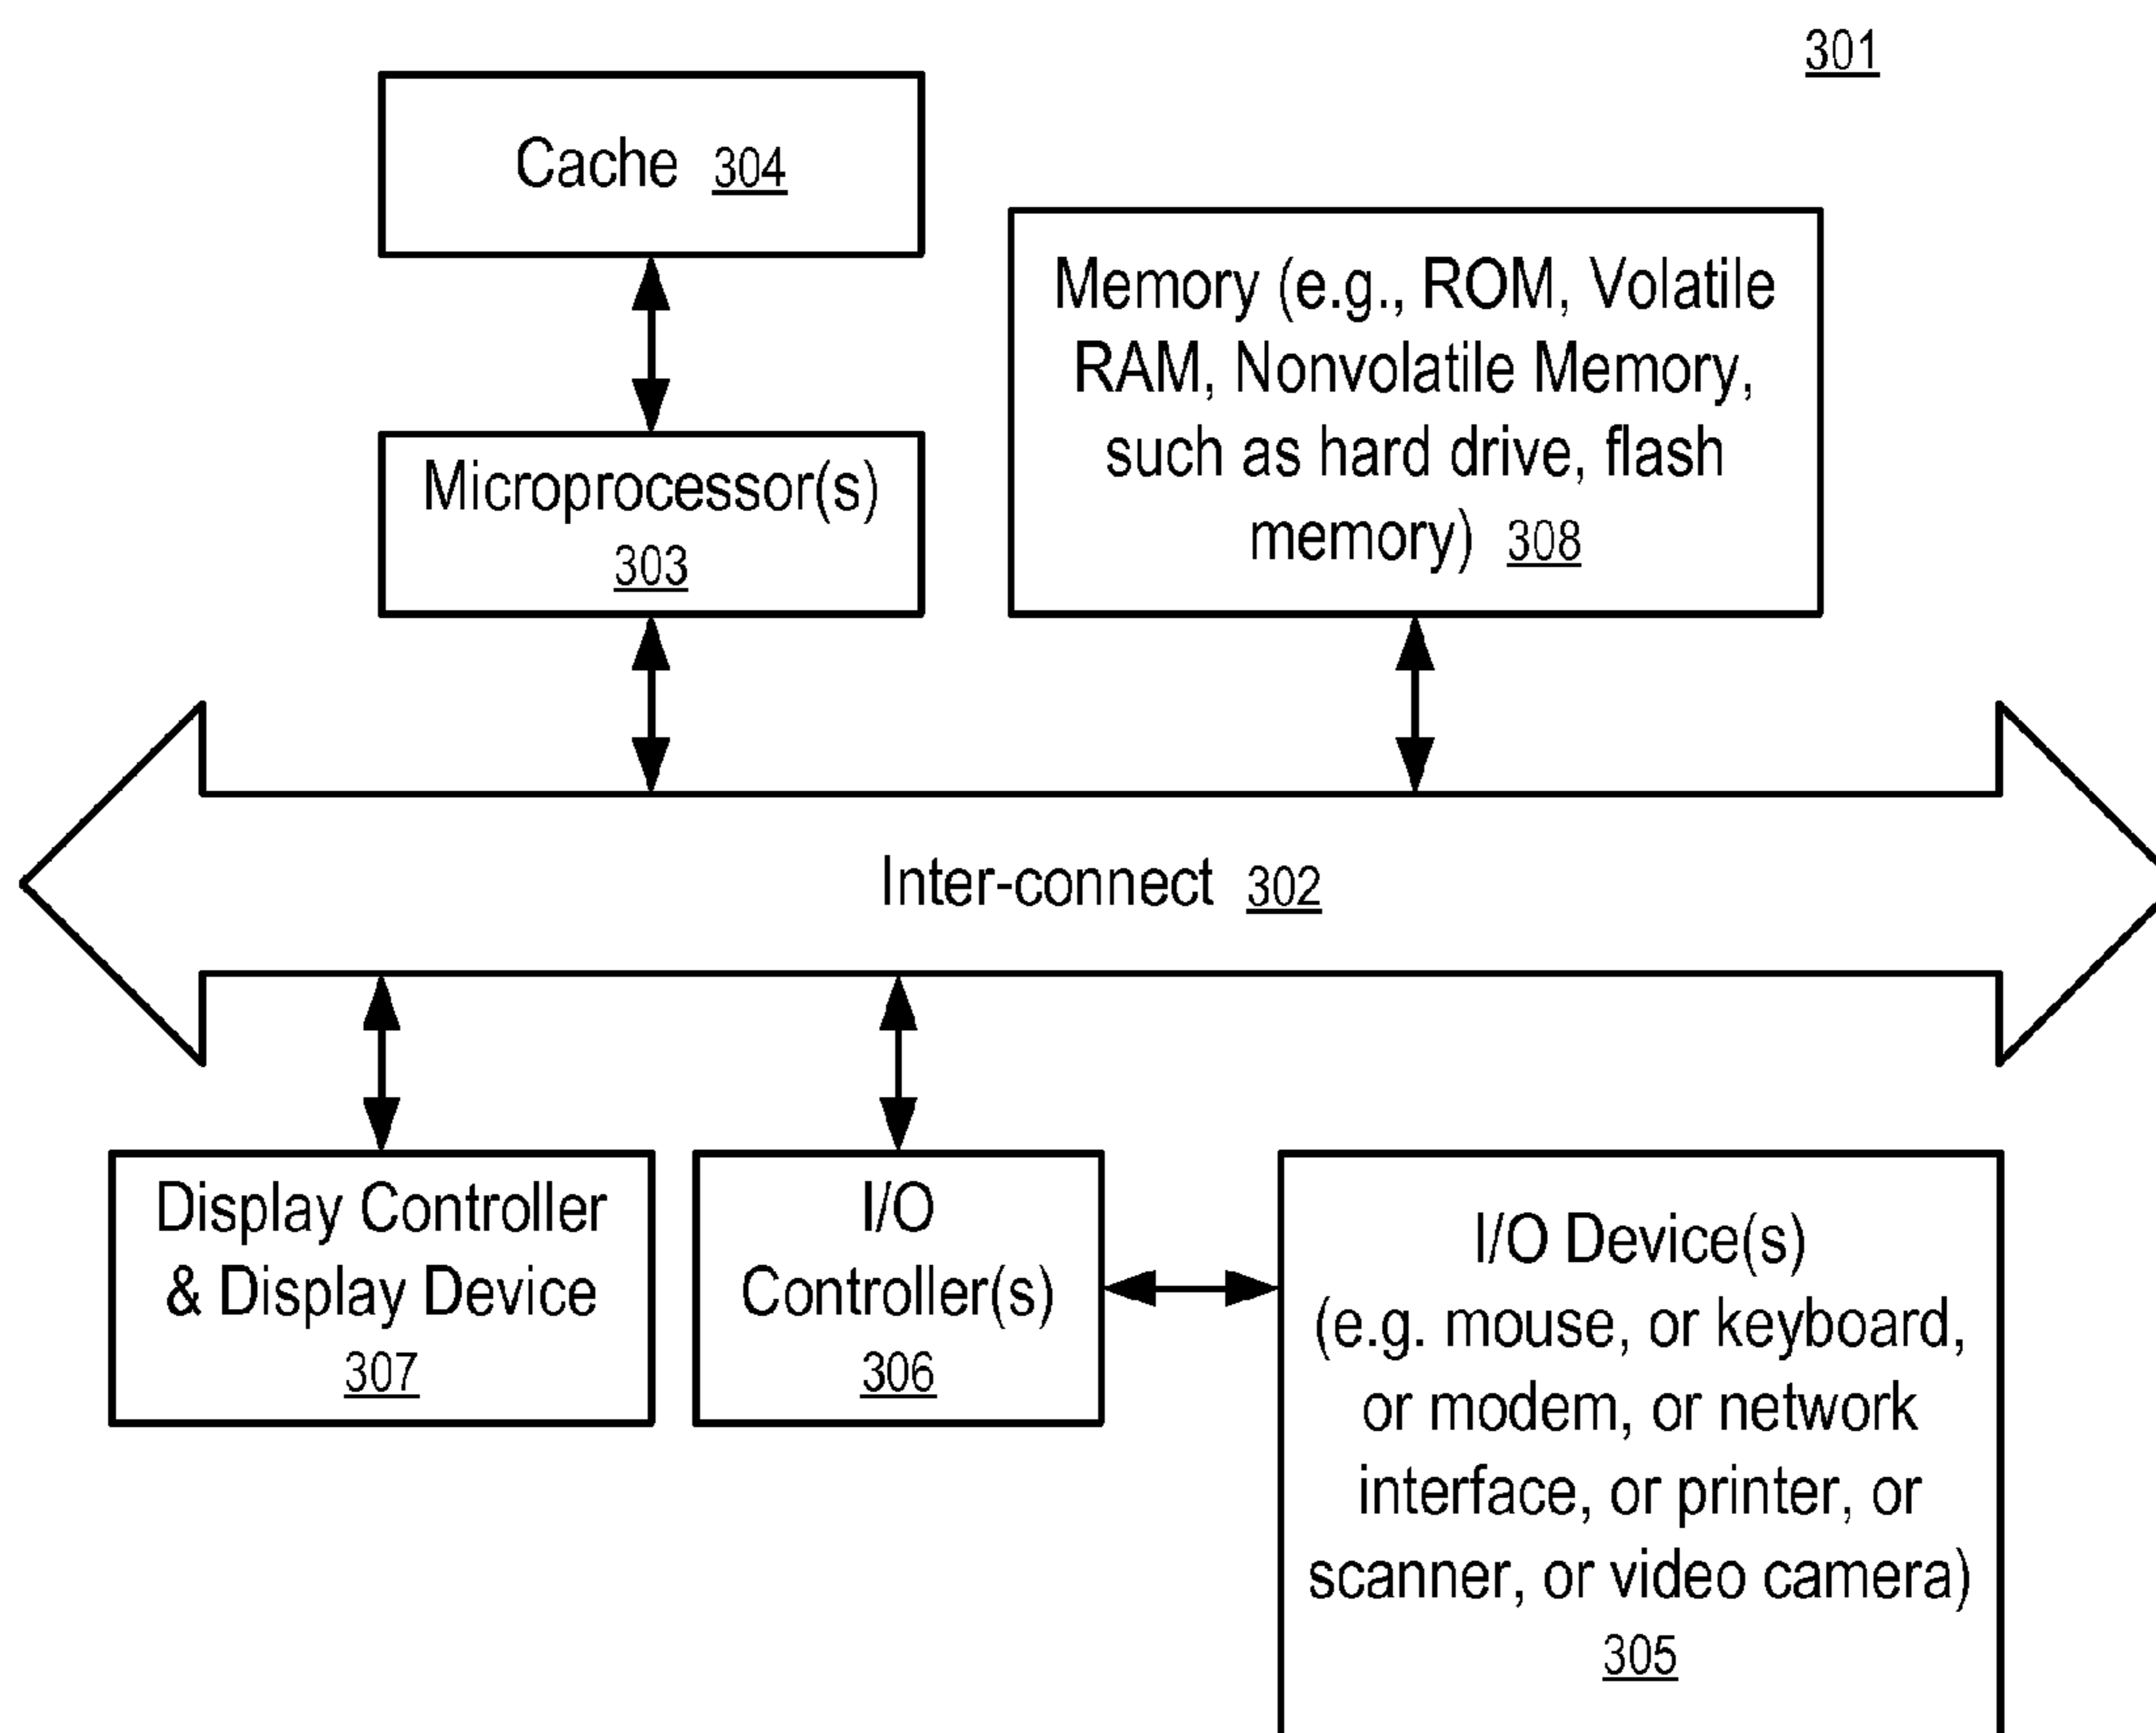 301
Cache 304
Memory (e.g., ROM, Volatile
RAM, Nonvolatile Memory,
such as hard drive, flash
memory) 308
Microprocessor(s)
303
Inter-connect 302
Display Controller
& Display Device
307
I/O
Controller(s)
306
I/O Device(s)
(e.g. mouse, or keyboard,
or modem, or network
interface, or printer, or
scanner, or video camera)
305